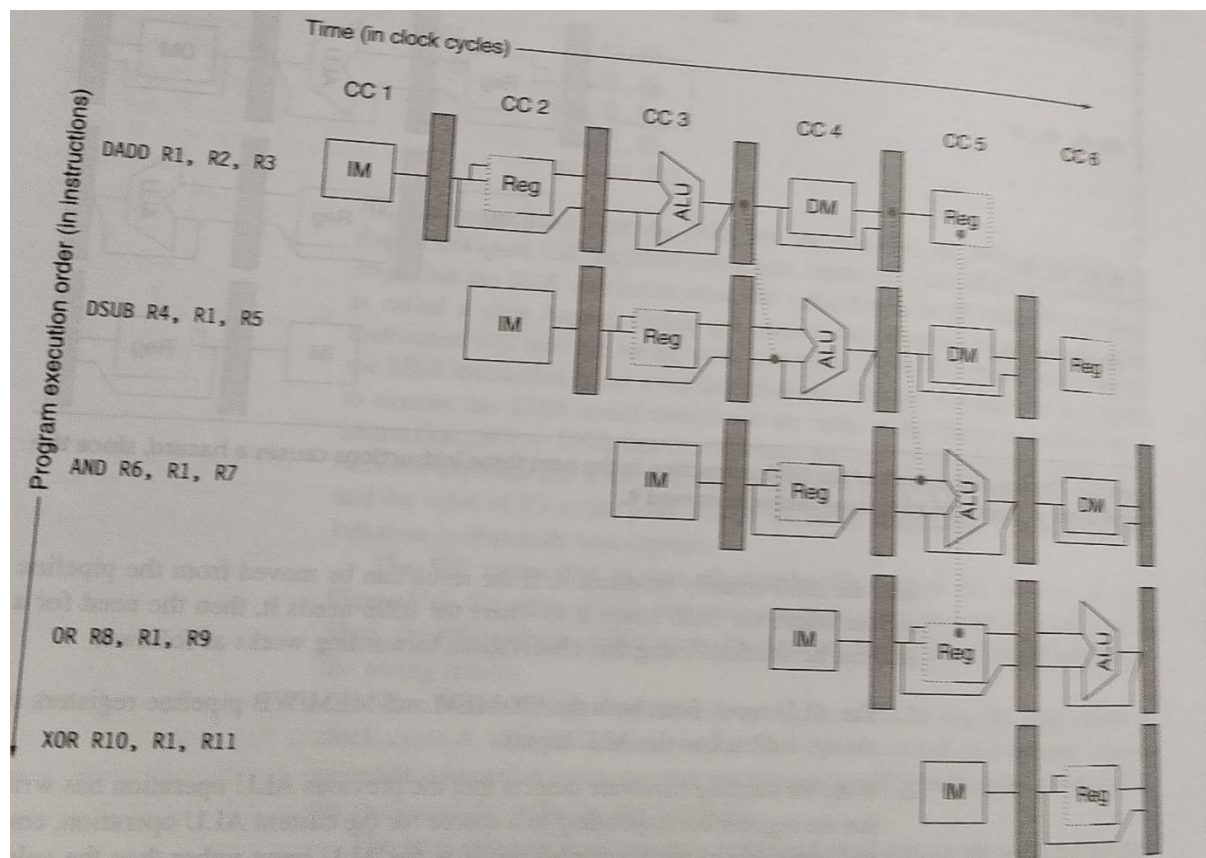 Time (in clock cycles)
CC 1 CC 2 CC 3 CC 4 CC 5 CC 6
Program execution order (in instructions)
DADD R1, R2, R3 IM Reg ALU DM Reg
DSUB R4, R1, R5 IM Reg ALU DM Reg
AND R6, R1, R7 IM Reg ALU DM
OR R8, R1, R9 IM Reg ALU
XOR R10, R1, R11 IM Reg